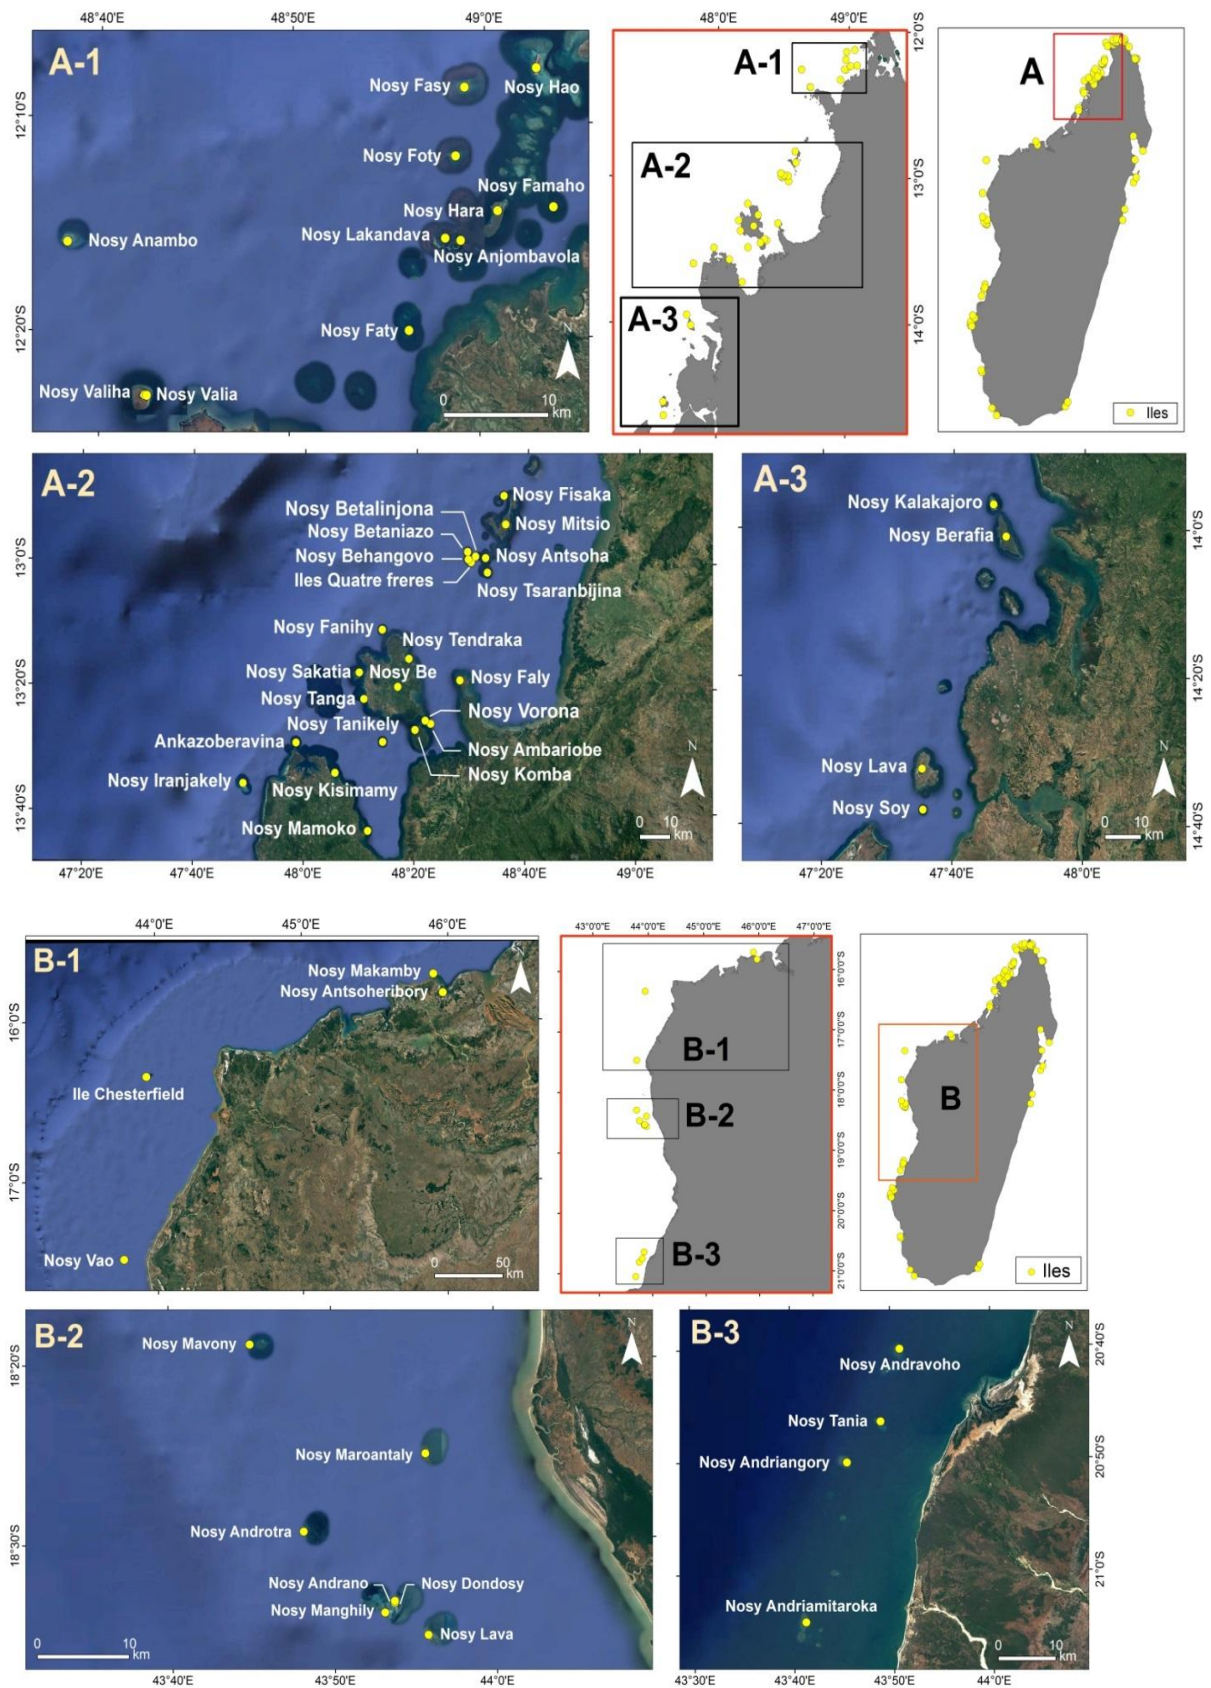 48°40'E
48°50'E
49°0'E
A-1
Nosy Fasy
Nosy Hao
12°10'S
Nosy Foty
Nosy Famaho
Nosy Hara
Nosy Lakandava
Nosy Anambo
Nosy Anjombavola
12°20'S
Nosy Faty
N
Nosy Valiha
Nosy Valia
0
10
km
48°0'E
49°0'E
12°0'S
A-1
A-2
13°0'S
A-3
14°0'S
A
Iles
A-2
Nosy Fisaka
Nosy Betalinjona
Nosy Mitsio
Nosy Betaniazo
Nosy Behangovo
Nosy Antsoha
Iles Quatre freres
Nosy Tsaranbijina
13°0'S
Nosy Fanihy
Nosy Tendraka
Nosy Sakatia
Nosy Be
Nosy Faly
13°20'S
Nosy Tanga
Nosy Vorona
Nosy Tanikely
Ankazoberavina
Nosy Ambariobe
N
Nosy Komba
Nosy Iranjakely
Nosy Kisimamy
13°40'S
Nosy Mamoko
0
10
km
47°20'E
47°40'E
48°0'E
48°20'E
48°40'E
49°0'E
A-3
Nosy Kalakajoro
Nosy Berafia
14°0'S
14°20'S
N
Nosy Lava
Nosy Soy
0
10
km
14°40'S
47°20'E
47°40'E
48°0'E
44°0'E
45°0'E
46°0'E
B-1
Nosy Makamby
Nosy Antsoheribory
16°0'S
Ile Chesterfield
17°0'S
Nosy Vao
0
50
km
43°0'0"E
44°0'0"E
45°0'0"E
46°0'0"E
47°0'0"E
16°0'0"S
17°0'0"S
B-1
18°0'0"S
B-2
19°0'0"S
20°0'0"S
B-3
21°0'0"S
B
Iles
B-2
N
Nosy Mavony
18°20'S
Nosy Maroantaly
Nosy Androtra
18°30'S
Nosy Andrano
Nosy Dondosy
Nosy Manghily
Nosy Lava
0
10
km
43°40'E
43°50'E
44°0'E
B-3
N
20°40'S
Nosy Andravoho
Nosy Tania
Nosy Andriangory
20°50'S
21°0'S
Nosy Andriamitaroka
0
10
km
43°30'E
43°40'E
43°50'E
44°0'E